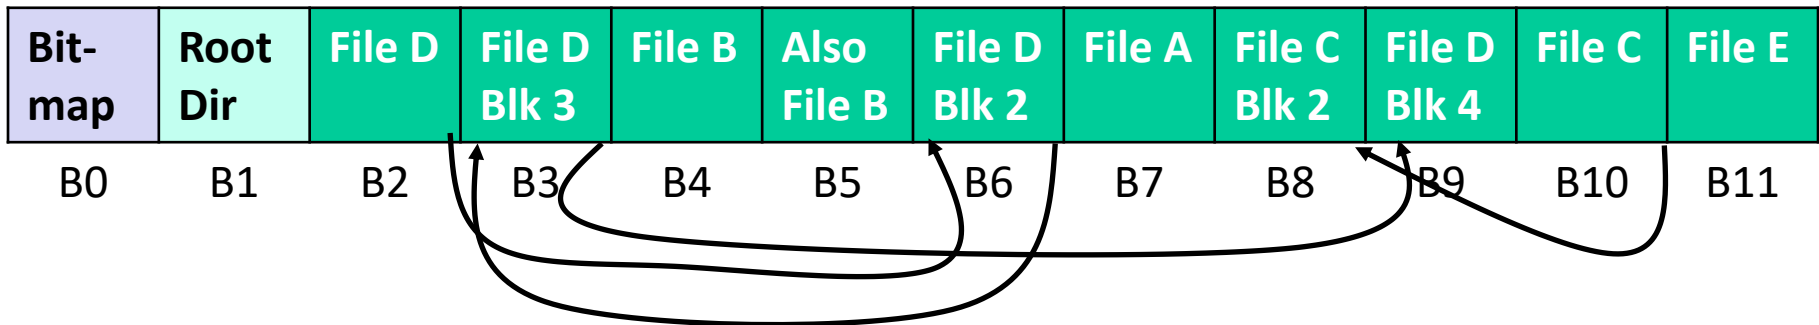 Bit-
map
Root
Dir
File D
File D
Blk 3
File B
Also
File B
File D
Blk 2
File A
File C
Blk 2
File D
Blk 4
File C
File E
B0 B1 B2 B3 B4 B5 B6 B7 B8 B9 B10 B11